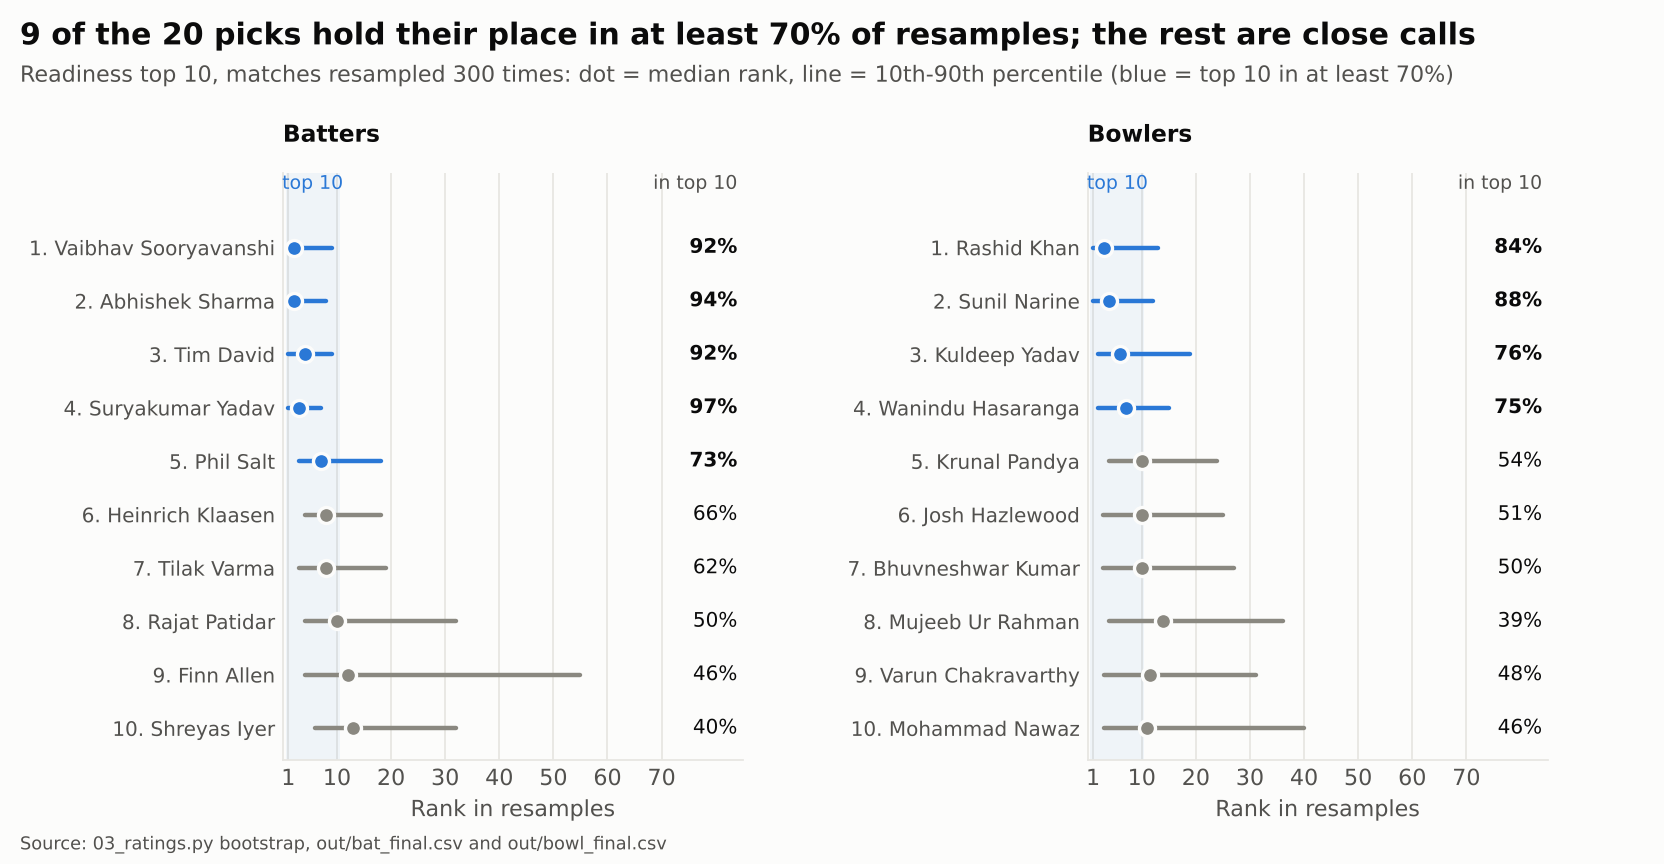 9 of the 20 picks hold their place in at least 70% of resamples; the rest are close calls
Readiness top 10, matches resampled 300 times: dot = median rank, line = 10th-90th percentile (blue = top 10 in at least 70%)
Batters
top 10 in top 10
1. Vaibhav Sooryavanshi 92%
2. Abhishek Sharma 94%
3. Tim David 92%
4. Suryakumar Yadav 97%
5. Phil Salt 73%
6. Heinrich Klaasen 66%
7. Tilak Varma 62%
8. Rajat Patidar 50%
9. Finn Allen 46%
10. Shreyas Iyer 40%
1 10 20 30 40 50 60 70
Rank in resamples
Bowlers
top 10 in top 10
1. Rashid Khan 84%
2. Sunil Narine 88%
3. Kuldeep Yadav 76%
4. Wanindu Hasaranga 75%
5. Krunal Pandya 54%
6. Josh Hazlewood 51%
7. Bhuvneshwar Kumar 50%
8. Mujeeb Ur Rahman 39%
9. Varun Chakravarthy 48%
10. Mohammad Nawaz 46%
1 10 20 30 40 50 60 70
Rank in resamples
Source: 03_ratings.py bootstrap, out/bat_final.csv and out/bowl_final.csv